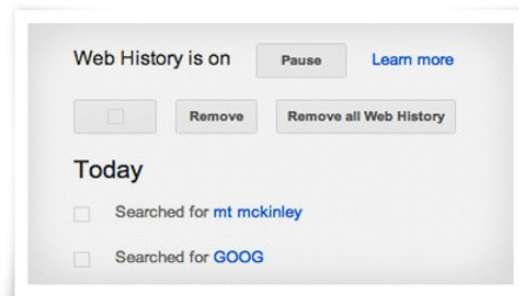 Web History is on Pause Learn more
Remove Remove all Web History
Today
Searched for mt mckinley
Searched for GOOG